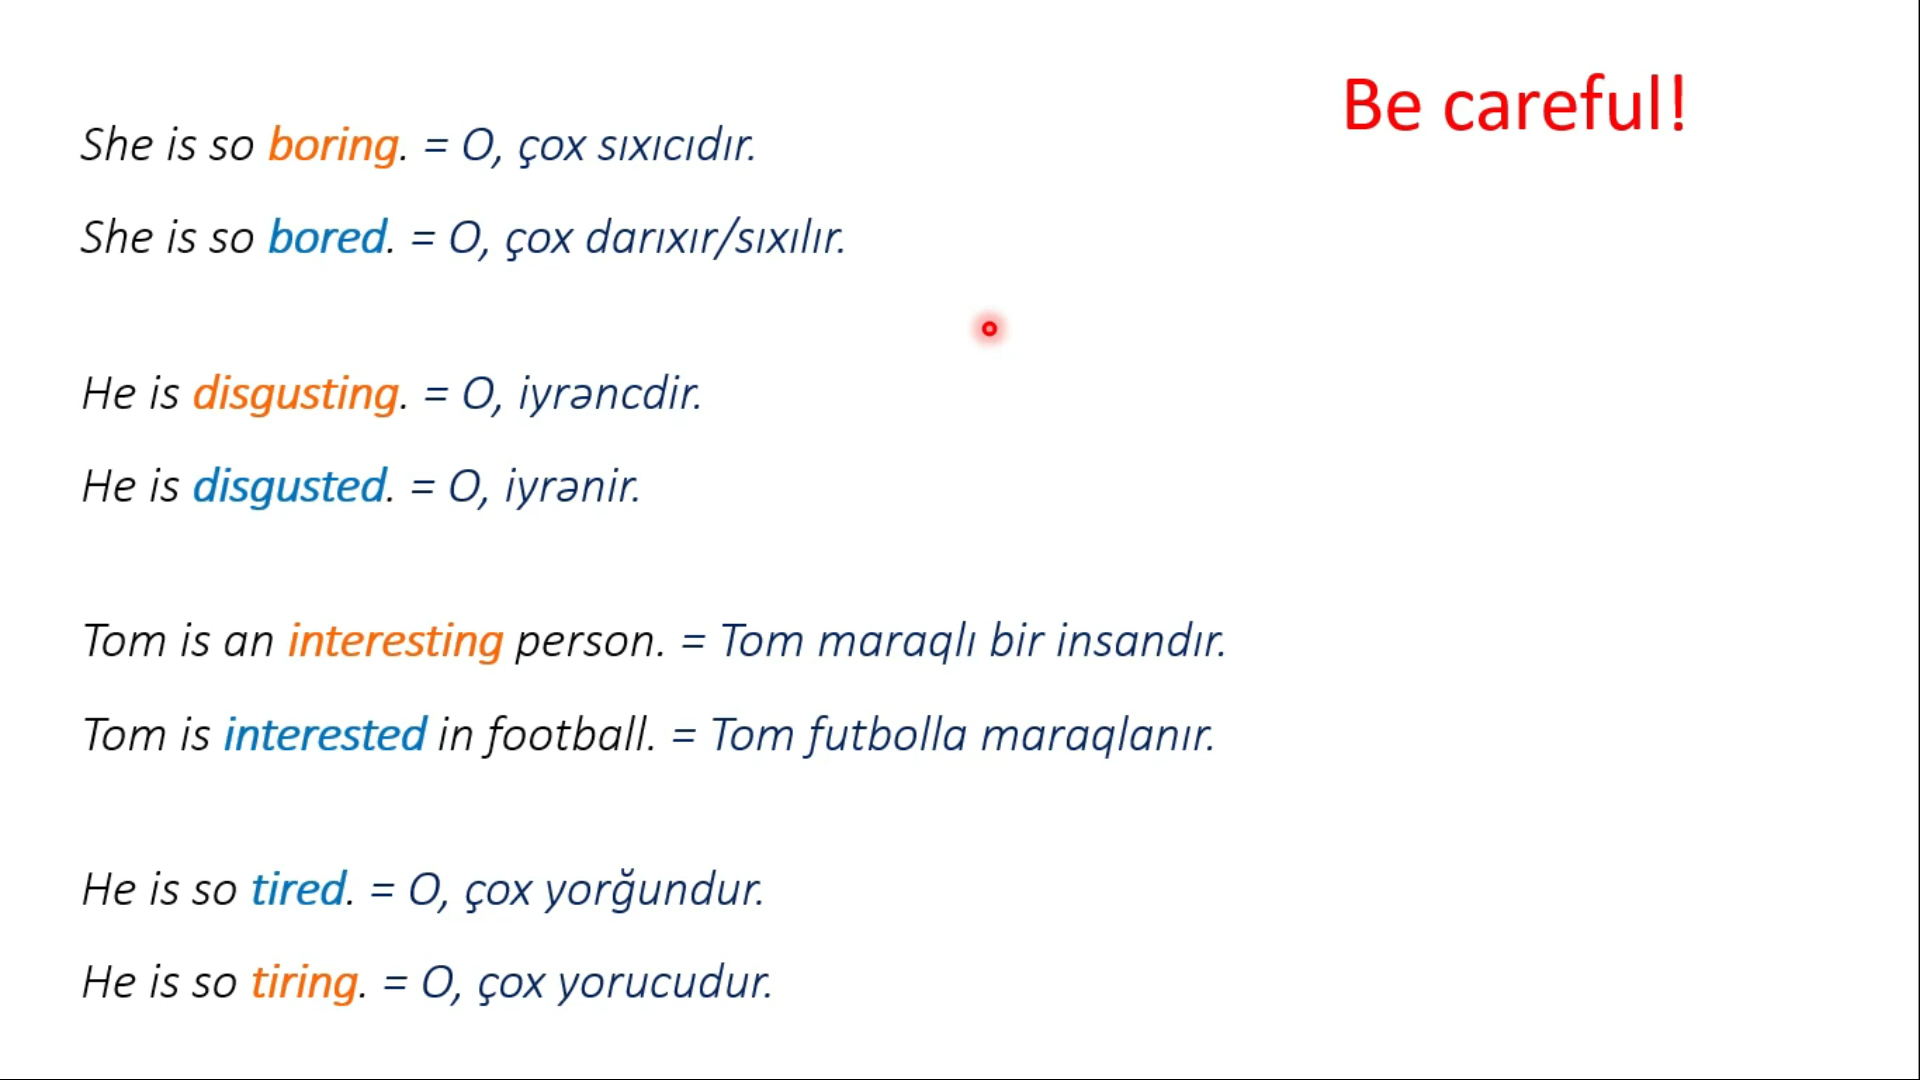 Be careful!
She is so boring. = O, çox sıxıcıdır.
She is so bored. = O, çox darıxır/sıxılır.
He is disgusting. = O, iyrəncdir.
He is disgusted. = O, iyrənir.
Tom is an interesting person. = Tom maraqlı bir insandır.
Tom is interested in football. = Tom futbolla maraqlanır.
He is so tired. = O, çox yorğundur.
He is so tiring. = O, çox yorucudur.